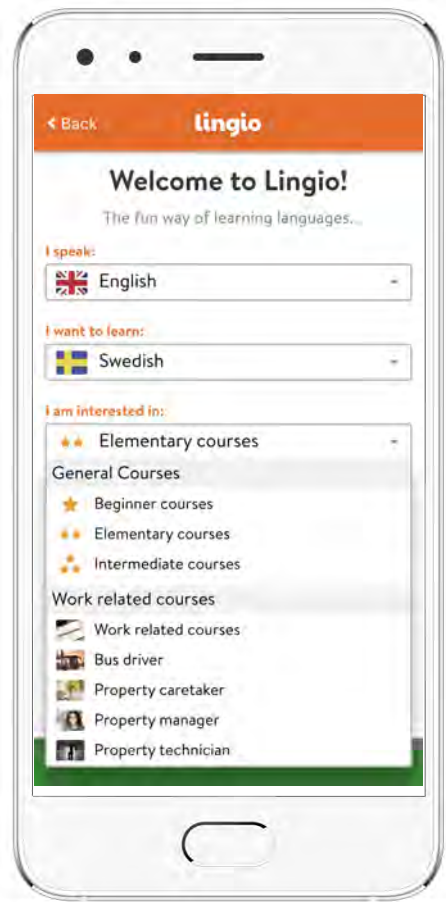 Back
lingio
Welcome to Lingio!
The fun way of learning languages...
I speak:
English
I want to learn:
Swedish
I am interested in:
Elementary courses
General Courses
Beginner courses
Elementary courses
Intermediate courses
Work related courses
Work related courses
Bus driver
Property caretaker
Property manager
Property technician